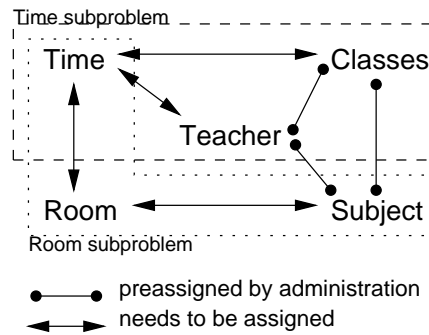 Time subproblem
Time Classes
Teacher
Room Subject
Room subproblem
preassigned by administration
needs to be assigned